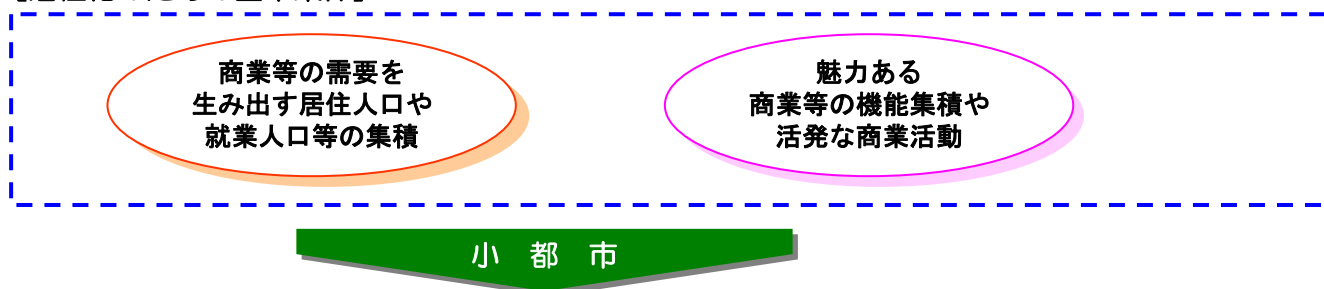 商業等の需要を
生み出す居住人口や
就業人口等の集積
魅力ある
商業等の機能集積や
活発な商業活動
小 都 市